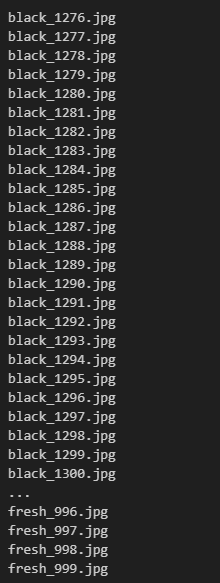 black_1276.jpg
black_1277.jpg
black_1278.jpg
black_1279.jpg
black_1280.jpg
black_1281.jpg
black_1282.jpg
black_1283.jpg
black_1284.jpg
black_1285.jpg
black_1286.jpg
black_1287.jpg
black_1288.jpg
black_1289.jpg
black_1290.jpg
black_1291.jpg
black_1292.jpg
black_1293.jpg
black_1294.jpg
black_1295.jpg
black_1296.jpg
black_1297.jpg
black_1298.jpg
black_1299.jpg
black_1300.jpg
...
fresh_996.jpg
fresh_997.jpg
fresh_998.jpg
fresh_999.jpg